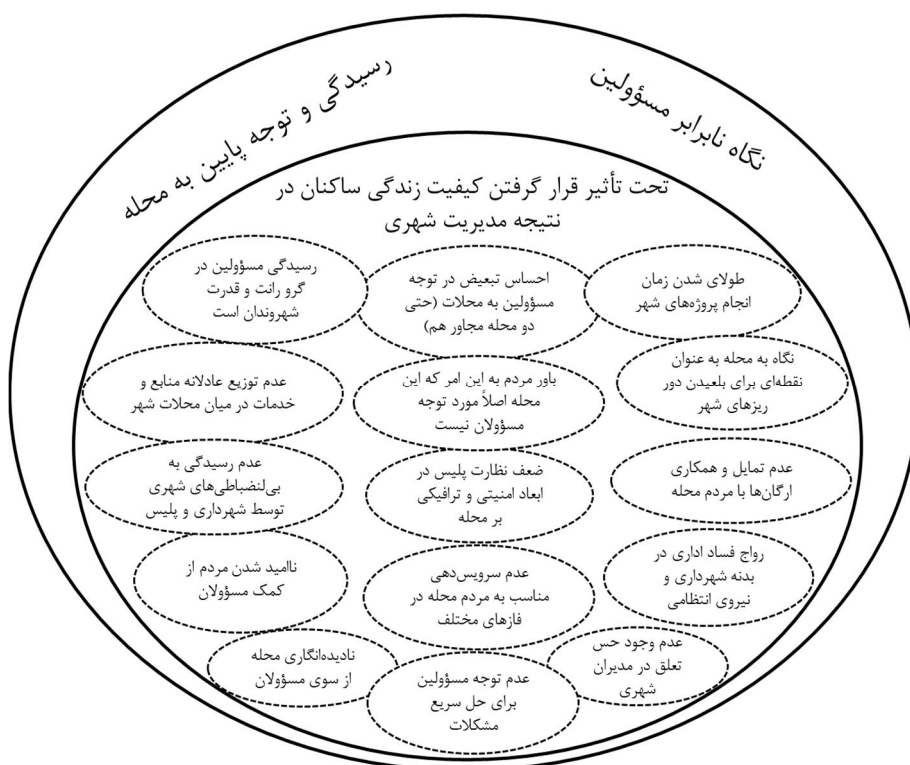 نگاه نابرابر مسؤولین
رسیدگی و توجه پایین به محله
تحت تأثیر قرار گرفتن کیفیت زندگی ساکنان در
نتیجه مدیریت شهری
طولای شدن زمان
انجام پروژه‌های شهر
احساس تبعیض در توجه
مسؤولین به محلات (حتی
دو محله مجاور هم)
رسیدگی مسؤولین در
گرو رانت و قدرت
شهروندان است
نگاه به محله به عنوان
نقطه‌ای برای بلعیدن دور
ریزهای شهر
باور مردم به این امر که این
محله اصلاً مورد توجه
مسؤولان نیست
عدم توزیع عادلانه منابع و
خدمات در میان محلات شهر
عدم تمایل و همکاری
ارگان‌ها با مردم محله
ضعف نظارت پلیس در
ابعاد امنیتی و ترافیکی
بر محله
عدم رسیدگی به
بی‌لنضباطی‌های شهری
توسط شهرداری و پلیس
رواج فساد اداری در
بدنه شهرداری و
نیروی انتظامی
عدم سرویس‌دهی
مناسب به مردم محله در
فازهای مختلف
ناامید شدن مردم از
کمک مسؤولان
عدم وجود حس
تعلق در مدیران
شهری
عدم توجه مسؤولین
برای حل سریع
مشکلات
نادیده‌انگاری محله
از سوی مسؤولان